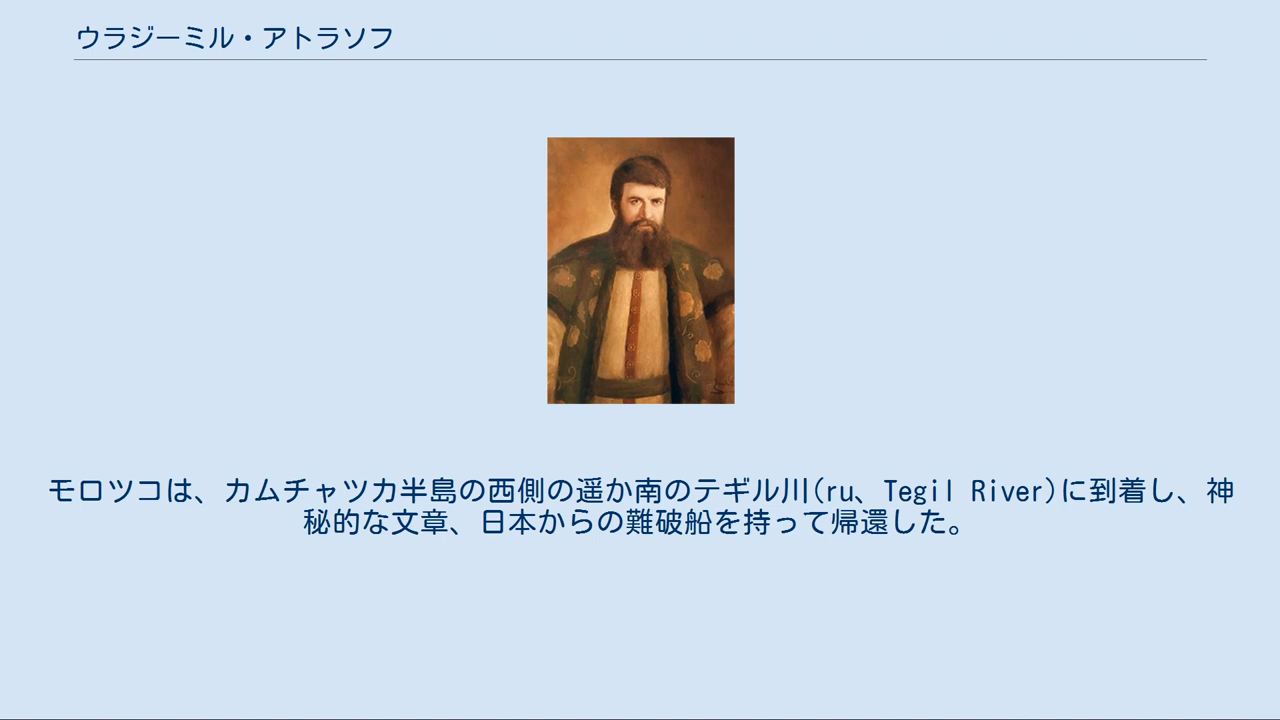 ウラジーミル・アトラソフ
モロツコは、カムチャツカ半島の西側の遥か南のテギル川(ru、Tegil River)に到着し、神
秘的な文章、日本からの難破船を持って帰還した。